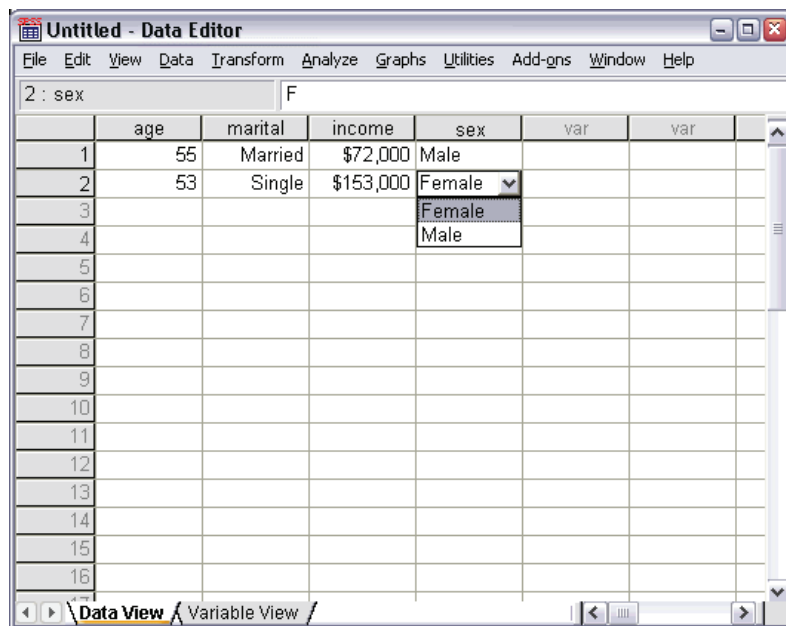 Untitled - Data Editor
File Edit View Data Transform Analyze Graphs Utilities Add-ons Window Help
2 : sex F
age marital income sex var var
1 55 Married $72,000 Male
2 53 Single $153,000 Female
3 Female
4 Male
5
6
7
8
9
10
11
12
13
14
15
16
17
Data View Variable View